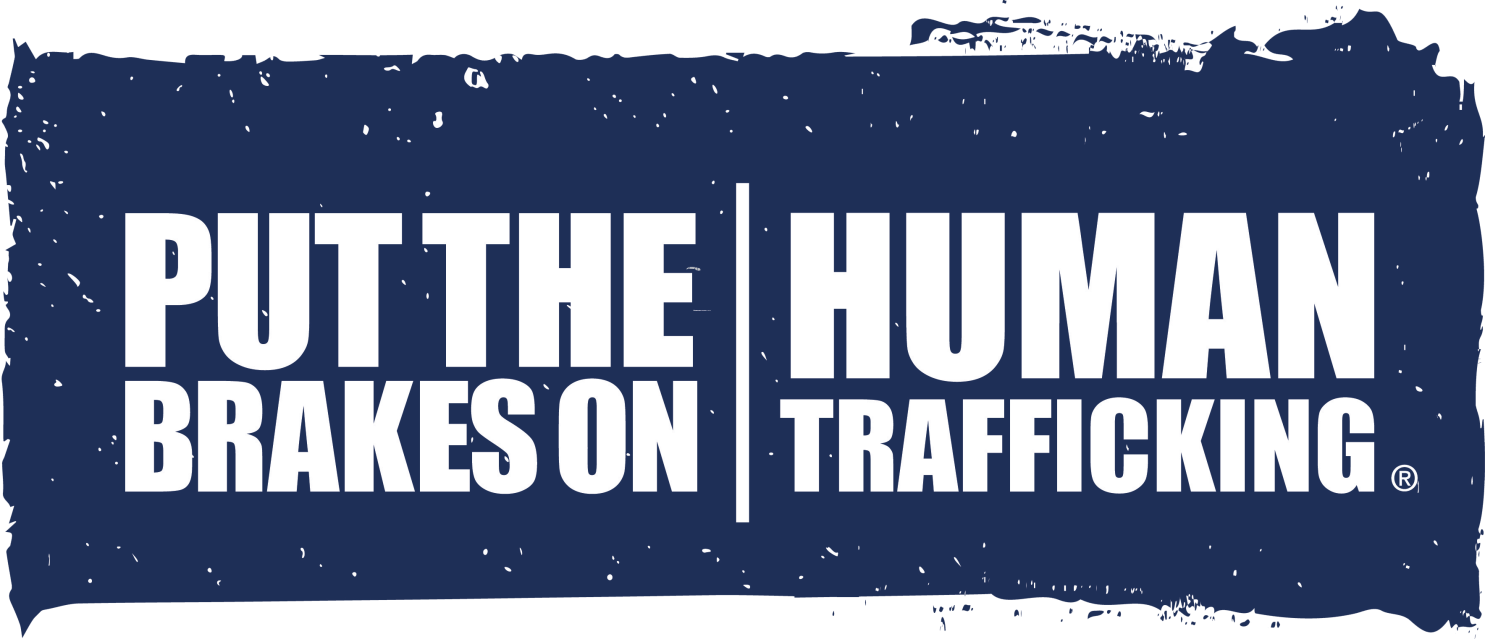 PUT THE
BRAKES ON
HUMAN
TRAFFICKING ®